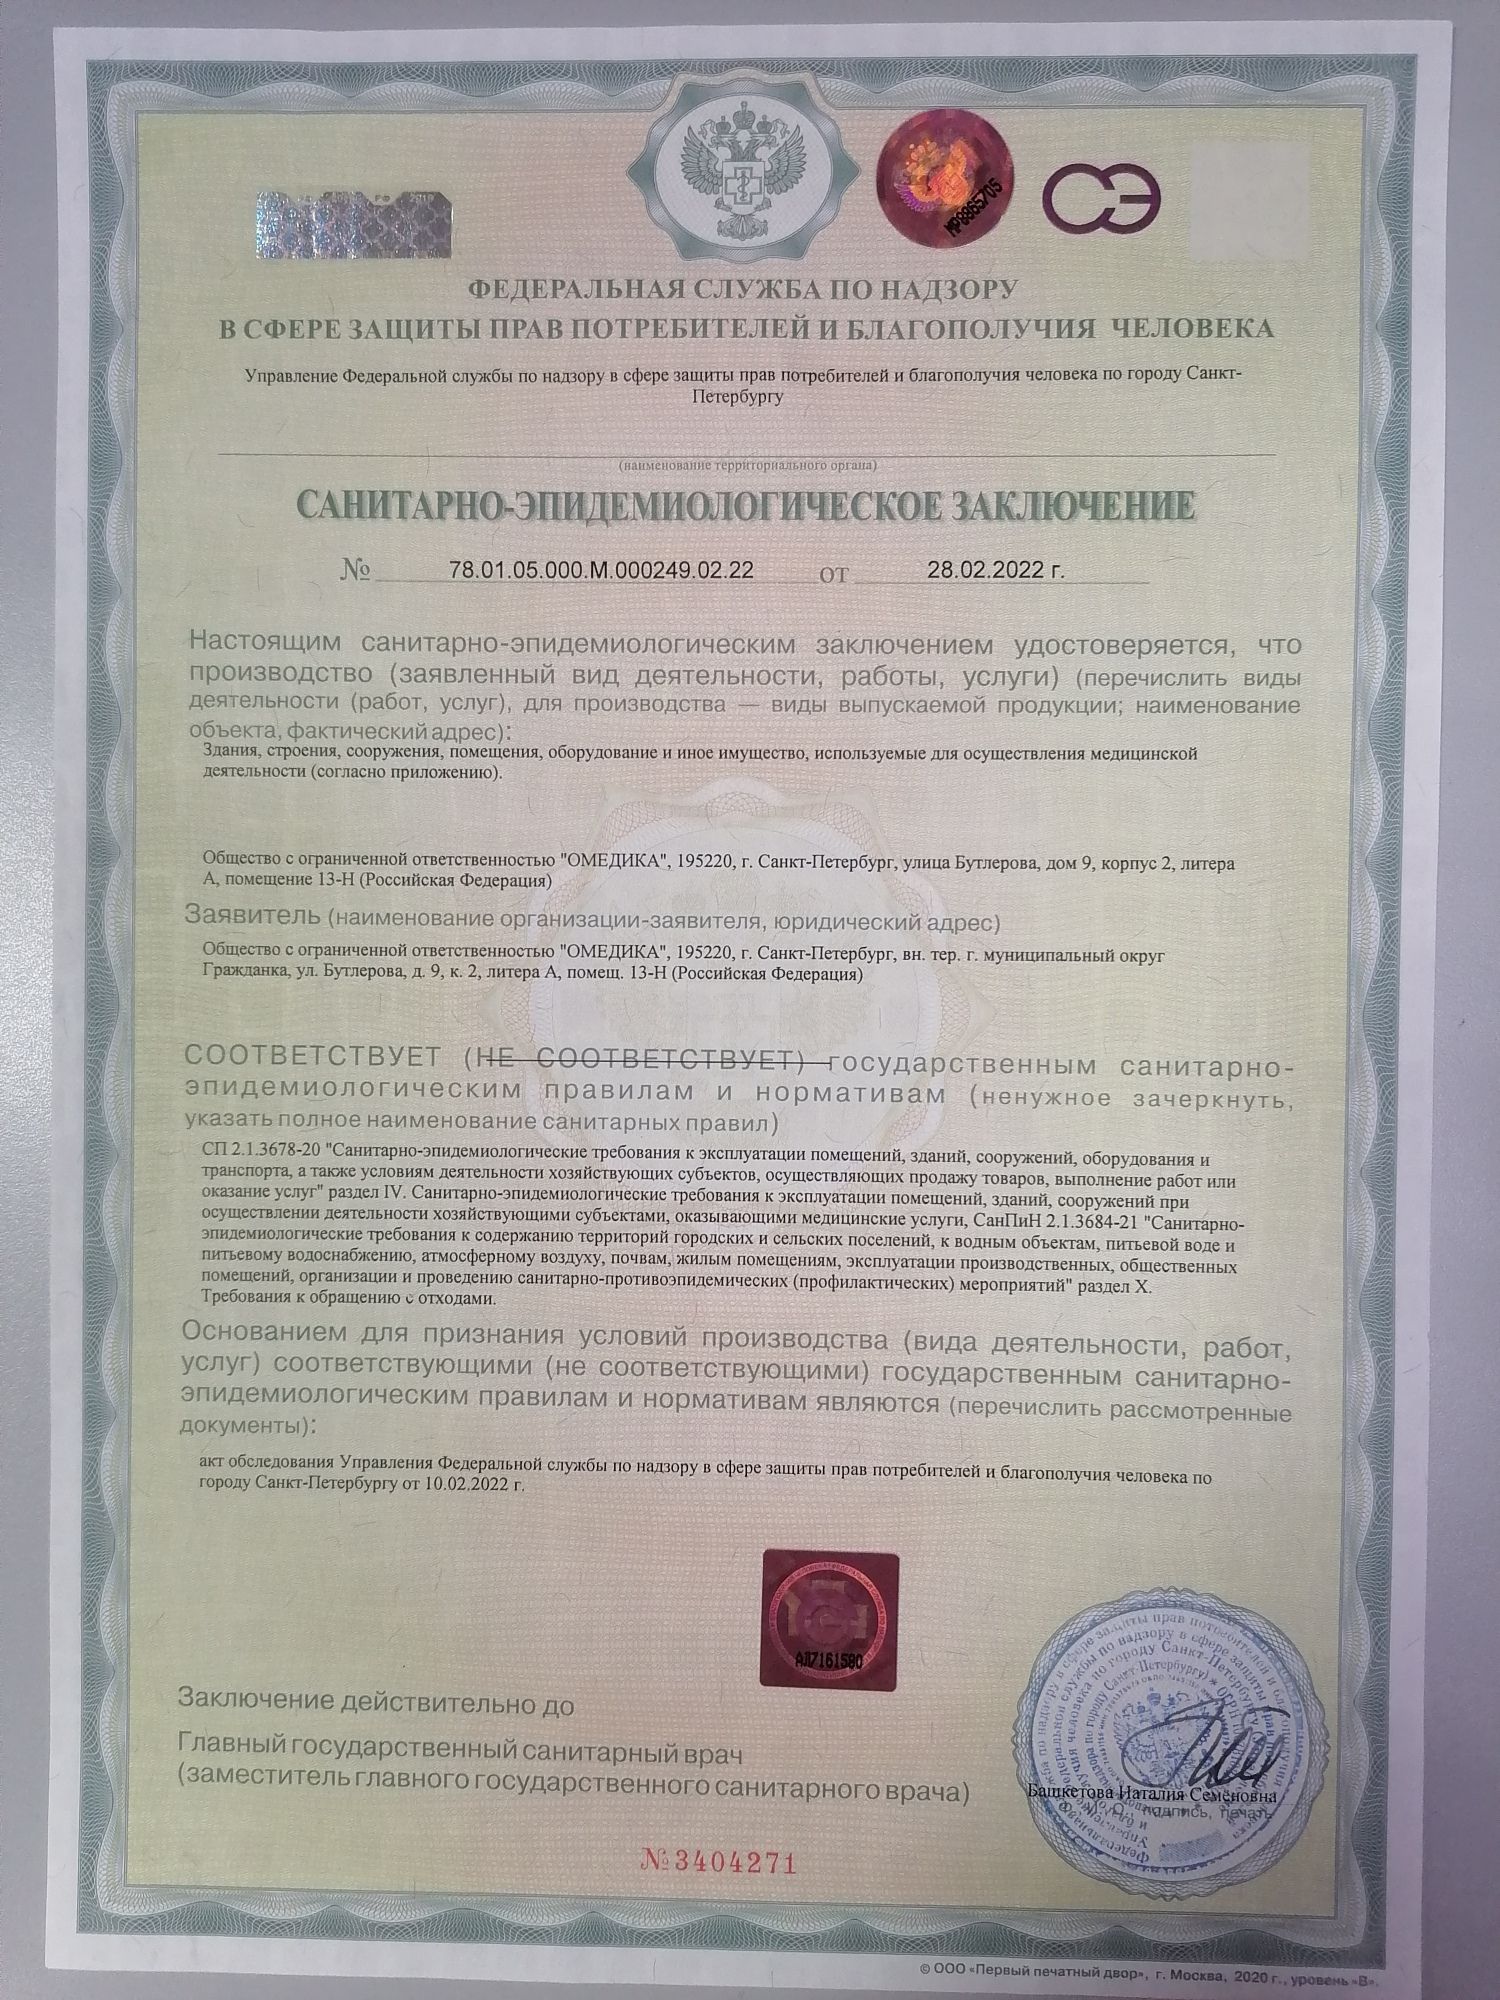 МР8865705
СЭ
ФЕДЕРАЛЬНАЯ СЛУЖБА ПО НАДЗОРУ
В СФЕРЕ ЗАЩИТЫ ПРАВ ПОТРЕБИТЕЛЕЙ И БЛАГОПОЛУЧИЯ ЧЕЛОВЕКА
Управление Федеральной службы по надзору в сфере защиты прав потребителей и благополучия человека по городу Санкт-
Петербургу
(наименование территориального органа)
САНИТАРНО-ЭПИДЕМИОЛОГИЧЕСКОЕ ЗАКЛЮЧЕНИЕ
№ 78.01.05.000.М.000249.02.22 от 28.02.2022 г.
Настоящим санитарно-эпидемиологическим заключением удостоверяется, что
производство (заявленный вид деятельности, работы, услуги) (перечислить виды
деятельности (работ, услуг), для производства — виды выпускаемой продукции; наименование
объекта, фактический адрес):
Здания, строения, сооружения, помещения, оборудование и иное имущество, используемые для осуществления медицинской
деятельности (согласно приложению).
Общество с ограниченной ответственностью "ОМЕДИКА", 195220, г. Санкт-Петербург, улица Бутлерова, дом 9, корпус 2, литера
А, помещение 13-Н (Российская Федерация)
Заявитель (наименование организации-заявителя, юридический адрес)
Общество с ограниченной ответственностью "ОМЕДИКА", 195220, г. Санкт-Петербург, вн. тер. г. муниципальный округ
Гражданка, ул. Бутлерова, д. 9, к. 2, литера А, помещ. 13-Н (Российская Федерация)
СООТВЕТСТВУЕТ (НЕ СООТВЕТСТВУЕТ) государственным санитарно-
эпидемиологическим правилам и нормативам (ненужное зачеркнуть,
указать полное наименование санитарных правил)
СП 2.1.3678-20 "Санитарно-эпидемиологические требования к эксплуатации помещений, зданий, сооружений, оборудования и
транспорта, а также условиям деятельности хозяйствующих субъектов, осуществляющих продажу товаров, выполнение работ или
оказание услуг" раздел IV. Санитарно-эпидемиологические требования к эксплуатации помещений, зданий, сооружений при
осуществлении деятельности хозяйствующими субъектами, оказывающими медицинские услуги, СанПиН 2.1.3684-21 "Санитарно-
эпидемиологические требования к содержанию территорий городских и сельских поселений, к водным объектам, питьевой воде и
питьевому водоснабжению, атмосферному воздуху, почвам, жилым помещениям, эксплуатации производственных, общественных
помещений, организации и проведению санитарно-противоэпидемических (профилактических) мероприятий" раздел X.
Требования к обращению с отходами.
Основанием для признания условий производства (вида деятельности, работ,
услуг) соответствующими (не соответствующими) государственным санитарно-
эпидемиологическим правилам и нормативам являются (перечислить рассмотренные
документы):
акт обследования Управления Федеральной службы по надзору в сфере защиты прав потребителей и благополучия человека по
городу Санкт-Петербургу от 10.02.2022 г.
АЛ7161580
Заключение действительно до
Главный государственный санитарный врач
(заместитель главного государственного санитарного врача)
Башкетова Наталия Семёновна
подпись, печать
№3404271
© ООО «Первый печатный двор», г. Москва, 2020 г., уровень «В».